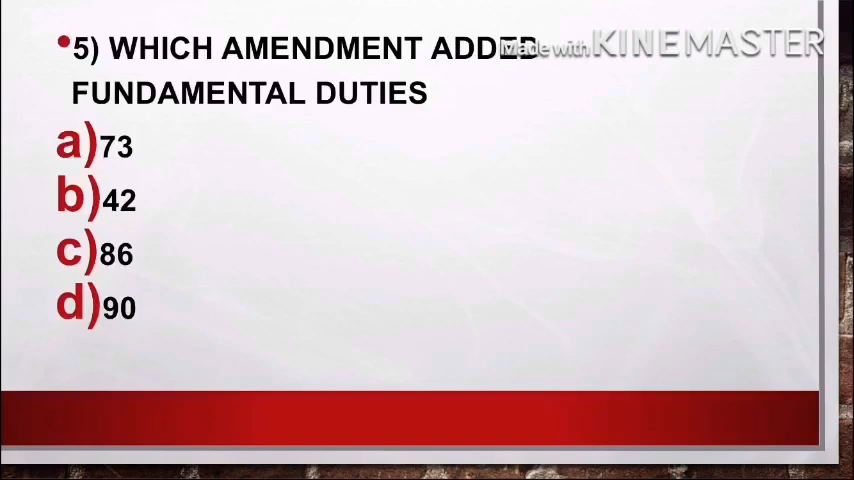 •5) WHICH AMENDMENT ADDED
Made with KINEMASTER
FUNDAMENTAL DUTIES
a)73
b)42
c)86
d)90